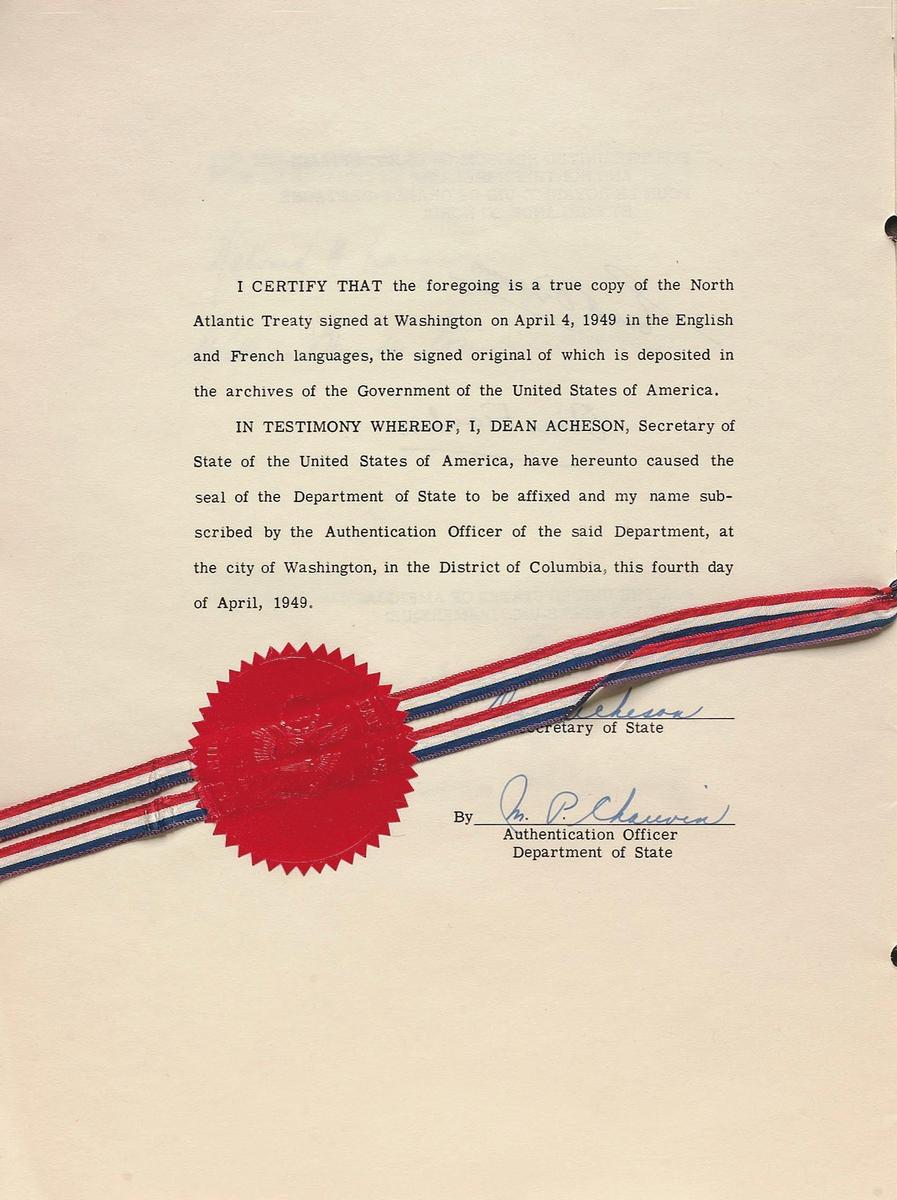 I CERTIFY THAT the foregoing is a true copy of the North
Atlantic Treaty signed at Washington on April 4, 1949 in the English
and French languages, the signed original of which is deposited in
the archives of the Government of the United States of America.
IN TESTIMONY WHEREOF, I, DEAN ACHESON, Secretary of
State of the United States of America, have hereunto caused the
seal of the Department of State to be affixed and my name sub-
scribed by the Authentication Officer of the said Department, at
the city of Washington, in the District of Columbia, this fourth day
of April, 1949.
Acheson
Secretary of State
By M. P. Chauvin
Authentication Officer
Department of State